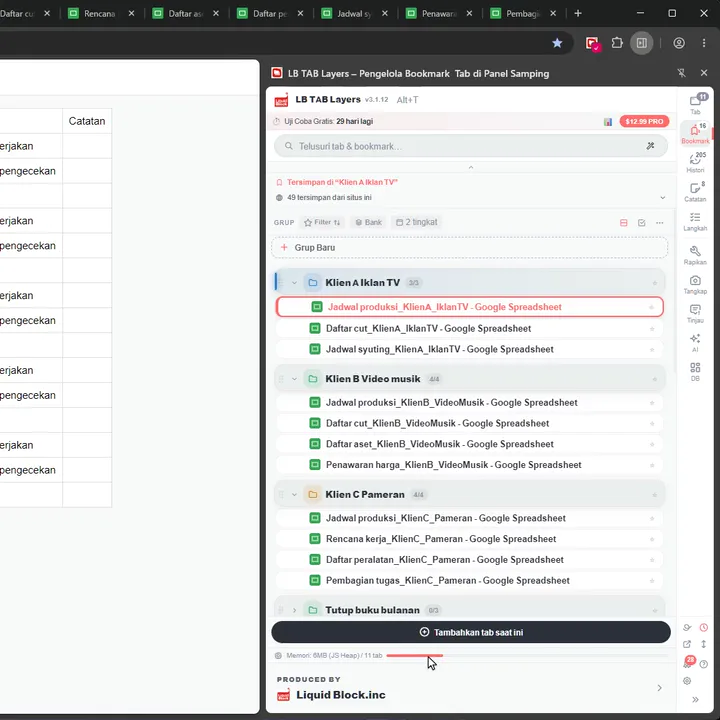 Daftar cu
Rencana
Daftar as
Daftar pe
Jadwal sy
Penawara
Pembagi
LB TAB Layers – Pengelola Bookmark Tab di Panel Samping
LB TAB Layers v3.1.12 Alt+T
Uji Coba Gratis: 29 hari lagi
$12.99 PRO
Telusuri tab & bookmark...
Tersimpan di "Klien A Iklan TV"
49 tersimpan dari situs ini
GRUP Filter Bank 2 tingkat
+ Grup Baru
Klien A Iklan TV 3/3
Jadwal produksi_KlienA_IklanTV - Google Spreadsheet
Daftar cut_KlienA_IklanTV - Google Spreadsheet
Jadwal syuting_KlienA_IklanTV - Google Spreadsheet
Klien B Video musik 4/4
Jadwal produksi_KlienB_VideoMusik - Google Spreadsheet
Daftar cut_KlienB_VideoMusik - Google Spreadsheet
Daftar aset_KlienB_VideoMusik - Google Spreadsheet
Penawaran harga_KlienB_VideoMusik - Google Spreadsheet
Klien C Pameran 4/4
Jadwal produksi_KlienC_Pameran - Google Spreadsheet
Rencana kerja_KlienC_Pameran - Google Spreadsheet
Daftar peralatan_KlienC_Pameran - Google Spreadsheet
Pembagian tugas_KlienC_Pameran - Google Spreadsheet
Tutup buku bulanan 0/3
Tambahkan tab saat ini
Memori: 6MB (JS Heap) / 11 tab
PRODUCED BY
Liquid Block.inc
Catatan
erjakan
pengecekan
erjakan
pengecekan
erjakan
pengecekan
erjakan
pengecekan
erjakan
pengecekan
Tab
16
Bookmark
205
Histori
8
Catatan
Langkah
Rapikan
Tangkap
Tinjau
AI
DB
28